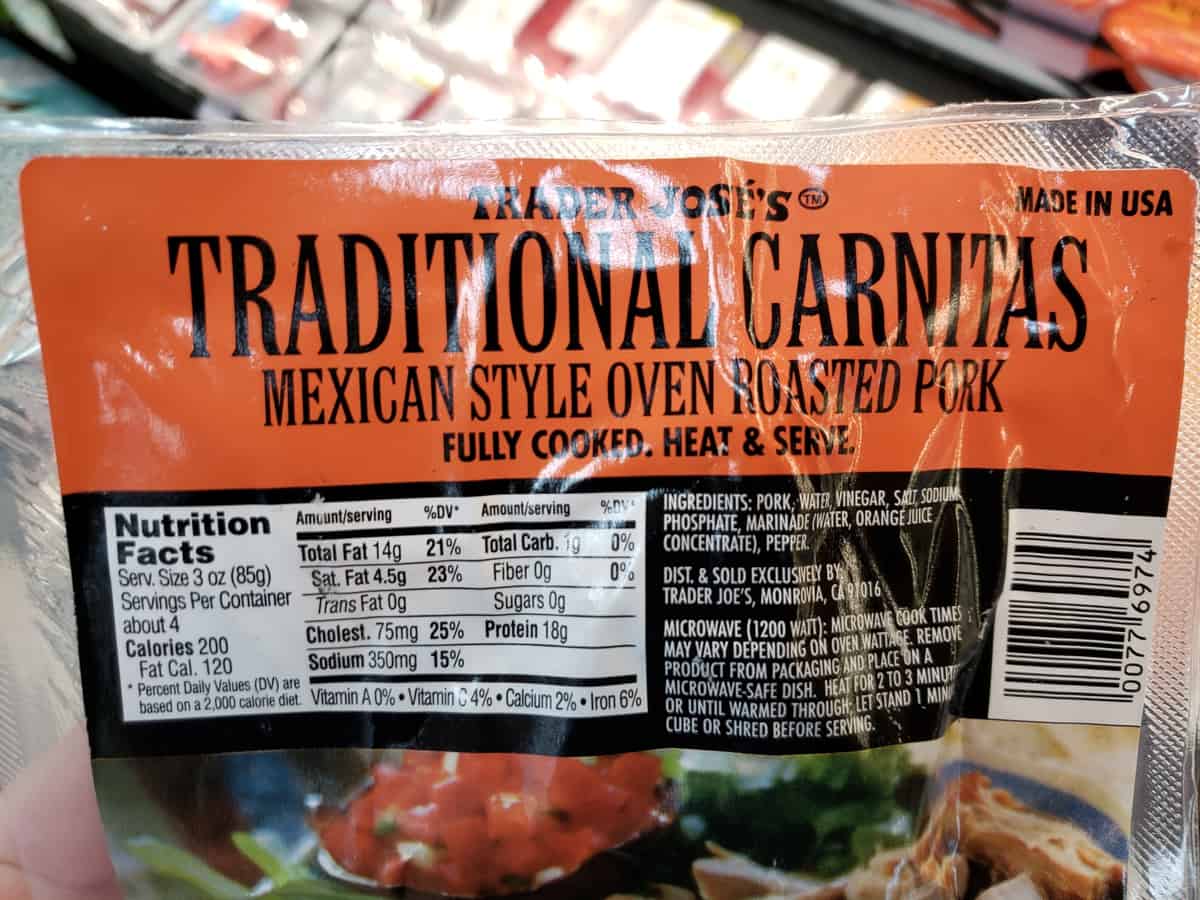 TRADER JOSÉ'S™
MADE IN USA
TRADITIONAL CARNITAS
MEXICAN STYLE OVEN ROASTED PORK
FULLY COOKED. HEAT & SERVE.
Nutrition
Facts
Serv. Size 3 oz (85g)
Servings Per Container
about 4
Calories 200
Fat Cal. 120
* Percent Daily Values (DV) are
based on a 2,000 calorie diet.
Amount/serving %DV* Amount/serving %DV*
Total Fat 14g 21% Total Carb. 1g 0%
Sat. Fat 4.5g 23% Fiber 0g 0%
Trans Fat 0g Sugars 0g
Cholest. 75mg 25% Protein 18g
Sodium 350mg 15%
Vitamin A 0% • Vitamin C 4% • Calcium 2% • Iron 6%
INGREDIENTS: PORK, WATER, VINEGAR, SALT, SODIUM
PHOSPHATE, MARINADE (WATER, ORANGE JUICE
CONCENTRATE), PEPPER.
DIST. & SOLD EXCLUSIVELY BY:
TRADER JOE'S, MONROVIA, CA 91016
MICROWAVE (1200 WATT): MICROWAVE COOK TIMES
MAY VARY DEPENDING ON OVEN WATTAGE. REMOVE
PRODUCT FROM PACKAGING AND PLACE ON A
MICROWAVE-SAFE DISH. HEAT FOR 2 TO 3 MINUT
OR UNTIL WARMED THROUGH; LET STAND 1 MIN
CUBE OR SHRED BEFORE SERVING.
00776974